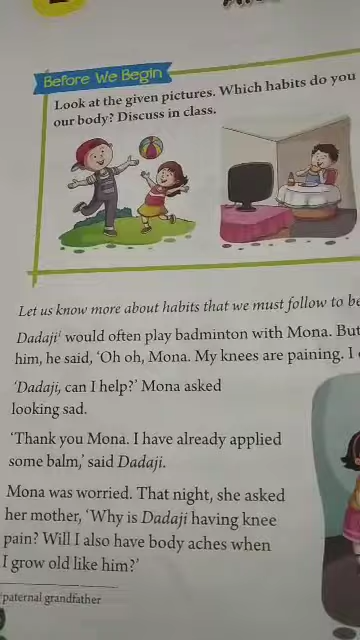 Before We Begin
Look at the given pictures. Which habits do you
our body? Discuss in class.
Let us know more about habits that we must follow to be
Dadaji¹ would often play badminton with Mona. But
him, he said, ‘Oh oh, Mona. My knees are paining. I
‘Dadaji, can I help?’ Mona asked
looking sad.
‘Thank you Mona. I have already applied
some balm,’ said Dadaji.
Mona was worried. That night, she asked
her mother, ‘Why is Dadaji having knee
pain? Will I also have body aches when
I grow old like him?’
paternal grandfather